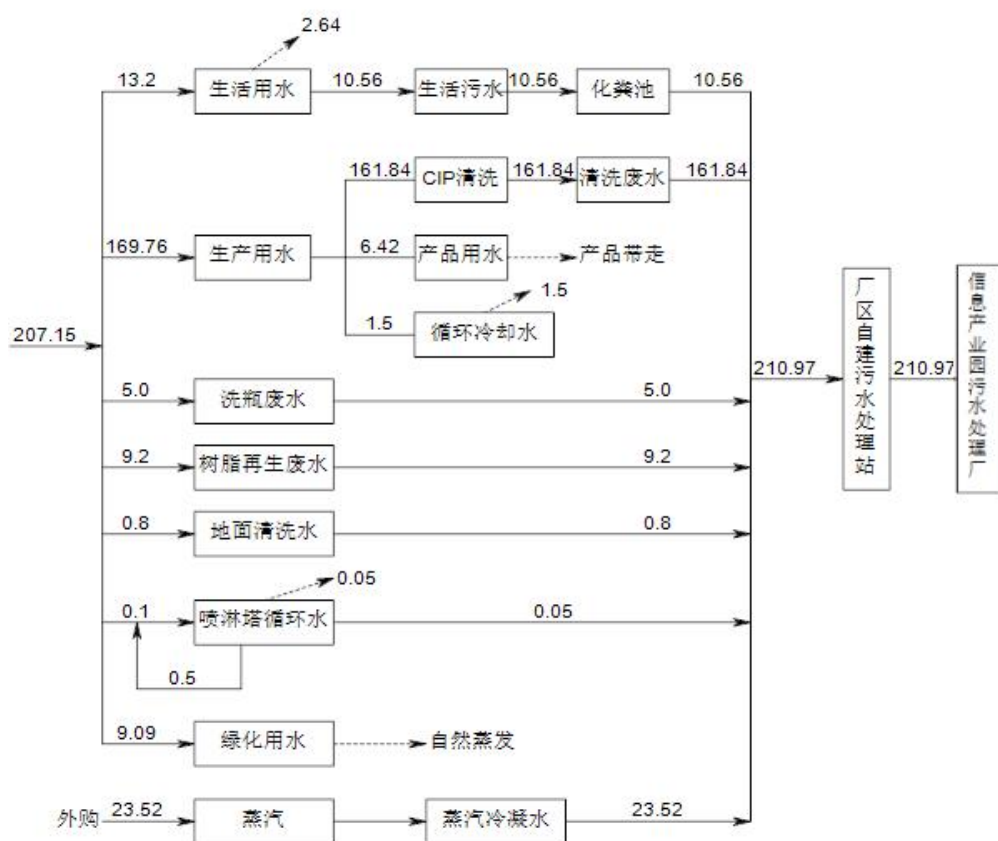 2.64
13.2
生活用水
10.56
生活污水
10.56
化粪池
10.56
161.84
CIP清洗
161.84
清洗废水
161.84
169.76
生产用水
6.42
产品用水
产品带走
1.5
1.5
循环冷却水
207.15
210.97
厂区自建污水处理站
210.97
信息产业园污水处理厂
5.0
洗瓶废水
5.0
9.2
树脂再生废水
9.2
0.8
地面清洗水
0.8
0.05
0.1
喷淋塔循环水
0.05
0.5
9.09
绿化用水
自然蒸发
外购
23.52
蒸汽
蒸汽冷凝水
23.52